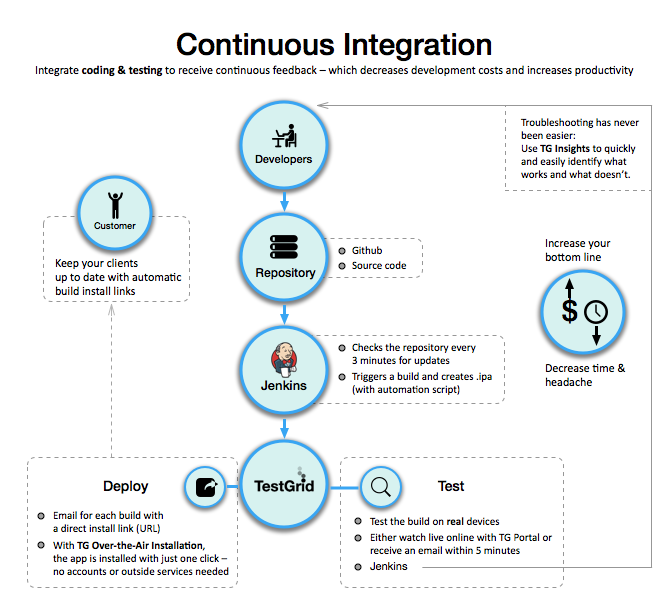 Continuous Integration
Integrate coding & testing to receive continuous feedback – which decreases development costs and increases productivity
Developers
Troubleshooting has never
been easier:
Use TG Insights to quickly
and easily identify what
works and what doesn't.
Customer
Keep your clients
up to date with automatic
build install links
Repository
Github
Source code
Increase your
bottom line
$
Decrease time &
headache
Jenkins
Checks the repository every
3 minutes for updates
Triggers a build and creates .ipa
(with automation script)
TestGrid
Deploy
Email for each build with
a direct install link (URL)
With TG Over-the-Air Installation,
the app is installed with just one click –
no accounts or outside services needed
Test
Test the build on real devices
Either watch live online with TG Portal or
receive an email within 5 minutes
Jenkins